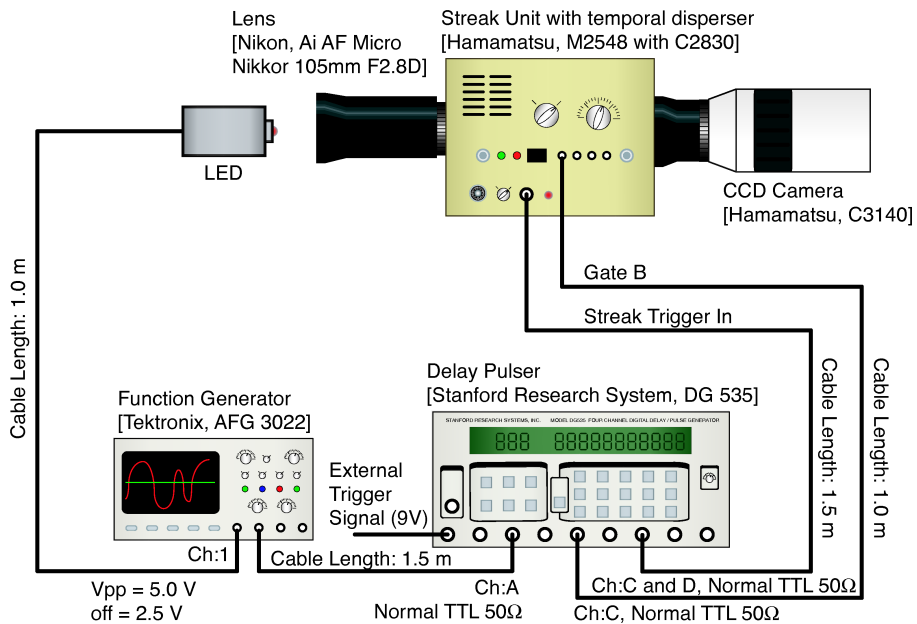 Lens
[Nikon, Ai AF Micro
Nikkor 105mm F2.8D]
Streak Unit with temporal disperser
[Hamamatsu, M2548 with C2830]
LED
CCD Camera
[Hamamatsu, C3140]
Gate B
Streak Trigger In
Cable Length: 1.0 m
Cable Length: 1.5 m
Cable Length: 1.0 m
Function Generator
[Tektronix, AFG 3022]
Delay Pulser
[Stanford Research System, DG 535]
STANFORD RESEARCH SYSTEMS, INC. MODEL DG535 FOUR CHANNEL DIGITAL DELAY / PULSE GENERATOR
External
Trigger
Signal (9V)
Ch:1
Cable Length: 1.5 m
Vpp = 5.0 V
off = 2.5 V
Ch:A
Normal TTL 50Ω
Ch:C and D, Normal TTL 50Ω
Ch:C, Normal TTL 50Ω